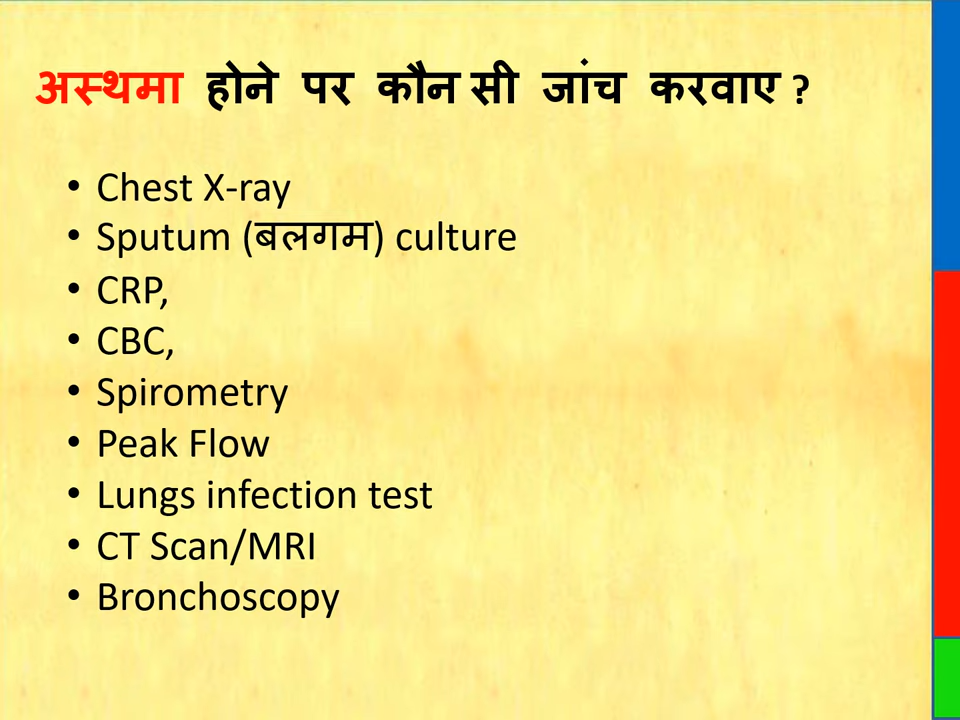 अस्थमा होने पर कौन सी जांच करवाए ?
• Chest X-ray
• Sputum (बलगम) culture
• CRP,
• CBC,
• Spirometry
• Peak Flow
• Lungs infection test
• CT Scan/MRI
• Bronchoscopy